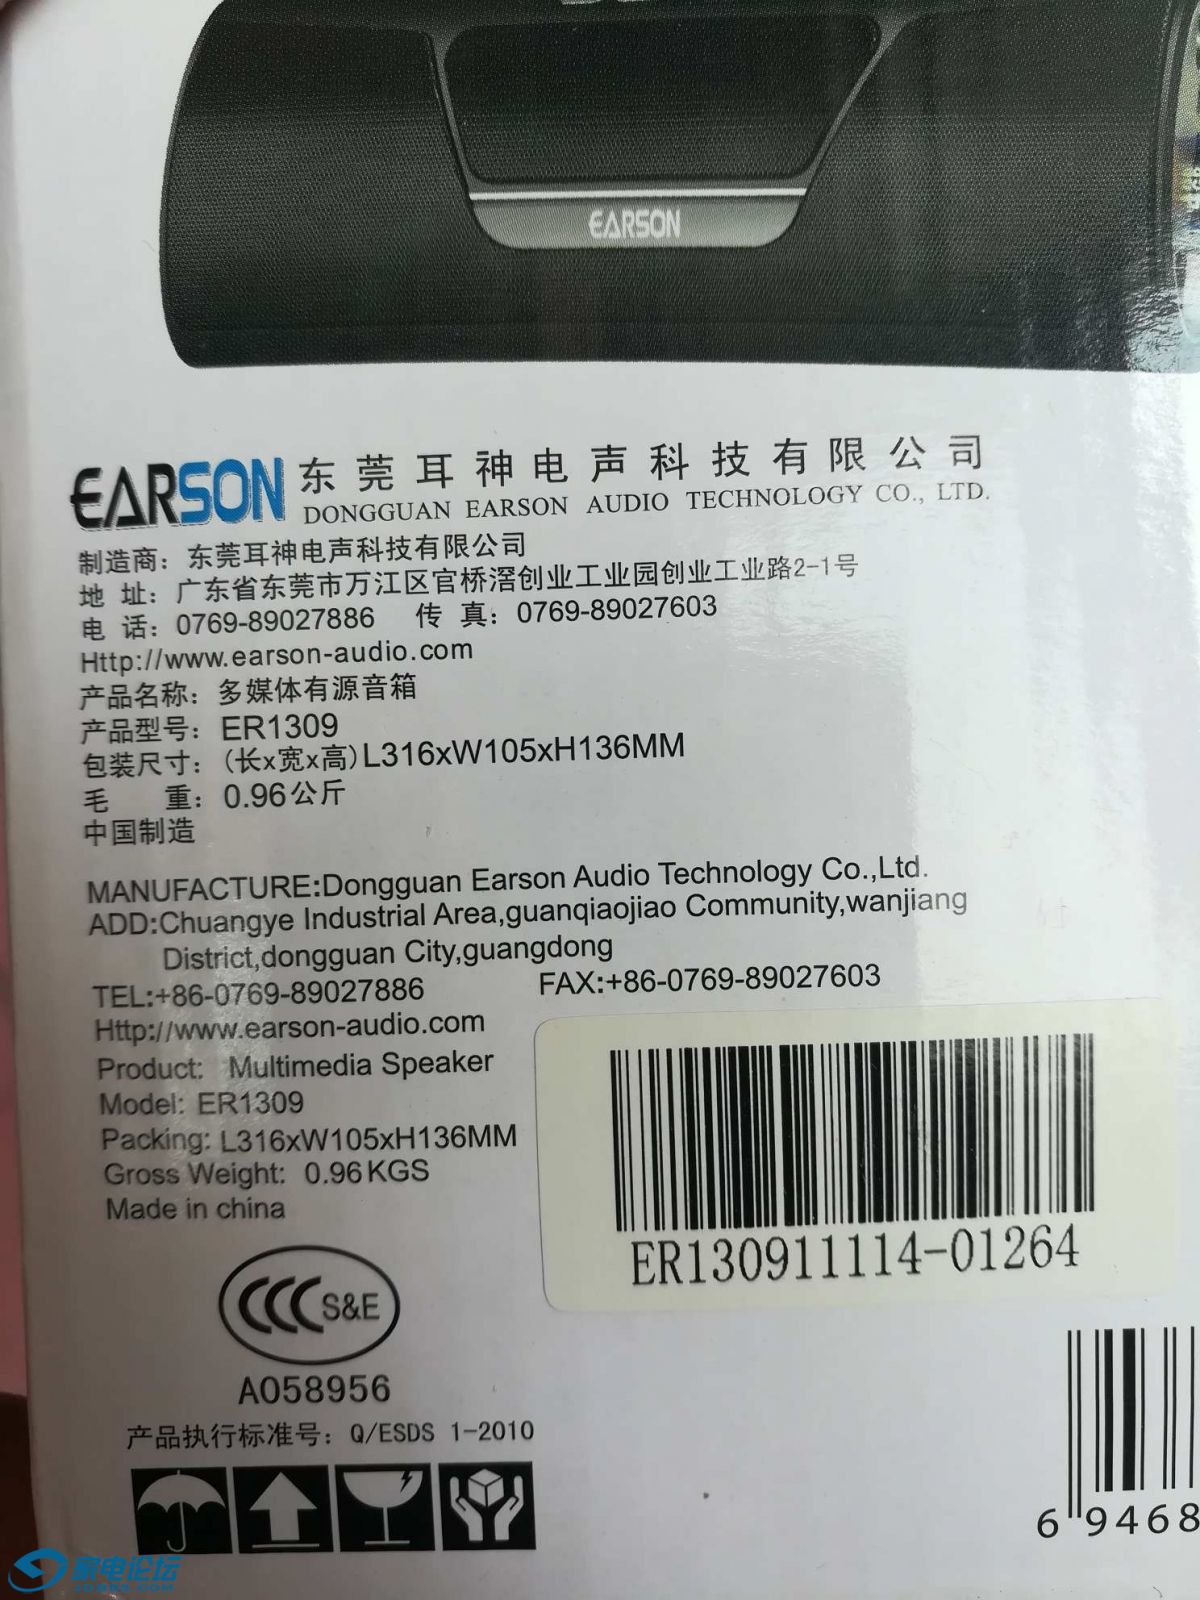 EARSON
EARSON 东莞耳神电声科技有限公司
DONGGUAN EARSON AUDIO TECHNOLOGY CO., LTD.
制造商：东莞耳神电声科技有限公司
地 址：广东省东莞市万江区官桥滘创业工业园创业工业路2-1号
电 话：0769-89027886 传 真：0769-89027603
Http://www.earson-audio.com
产品名称：多媒体有源音箱
产品型号：ER1309
包装尺寸：(长x宽x高)L316xW105xH136MM
毛 重：0.96公斤
中国制造
MANUFACTURE:Dongguan Earson Audio Technology Co.,Ltd.
ADD:Chuangye Industrial Area,guanqiaojiao Community,wanjiang
District,dongguan City,guangdong
TEL:+86-0769-89027886 FAX:+86-0769-89027603
Http://www.earson-audio.com
Product: Multimedia Speaker
Model: ER1309
Packing: L316xW105xH136MM
Gross Weight: 0.96KGS
Made in china
ER130911114-01264
CCC S&E
A058956
产品执行标准号：Q/ESDS 1-2010
6 9468
家电论坛
JDBBS.COM